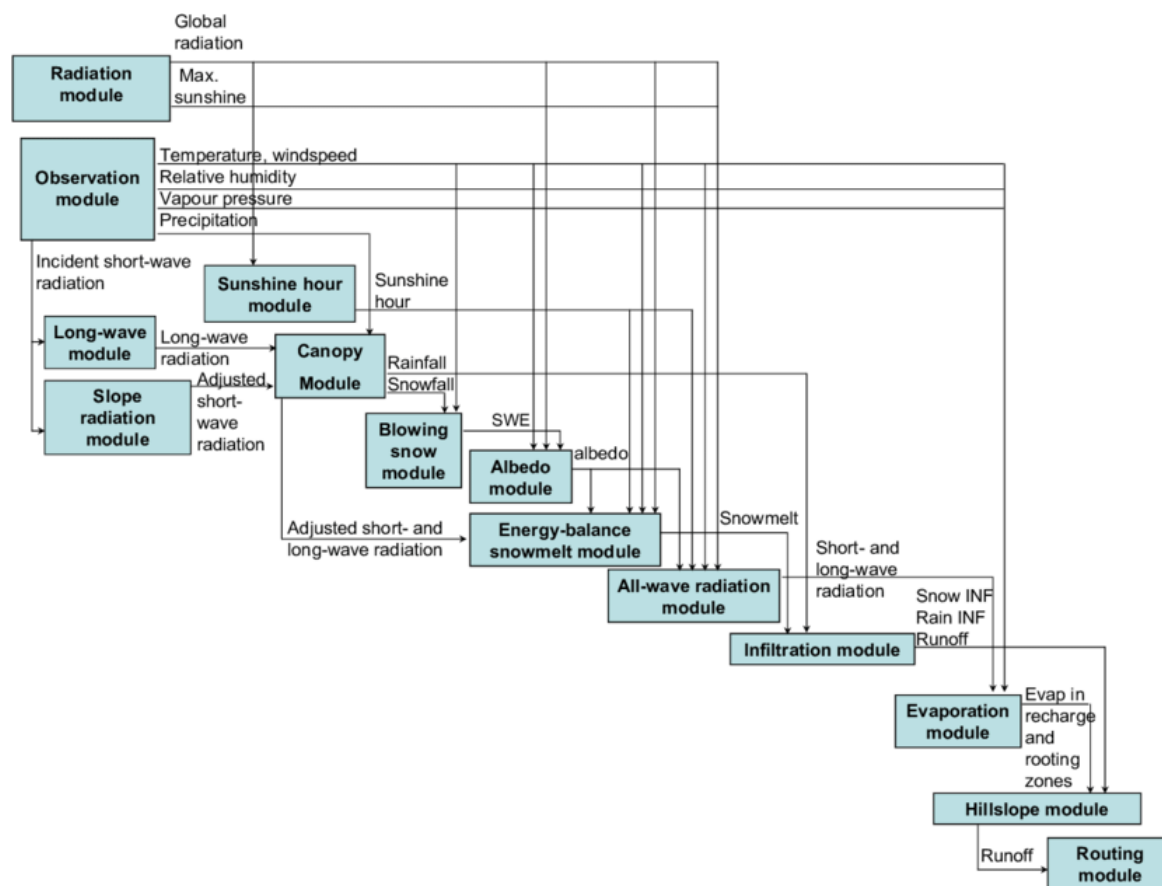 Global
radiation
Radiation
module
Max.
sunshine
Observation
module
Temperature, windspeed
Relative humidity
Vapour pressure
Precipitation
Incident short-wave
radiation
Sunshine hour
module
Sunshine
hour
Long-wave
module
Long-wave
radiation
Canopy
Module
Rainfall
Snowfall
Slope
radiation
module
Adjusted
short-
wave
radiation
Blowing
snow
module
SWE
Albedo
module
albedo
Adjusted short- and
long-wave radiation
Energy-balance
snowmelt module
Snowmelt
All-wave radiation
module
Short- and
long-wave
radiation
Infiltration module
Snow INF
Rain INF
Runoff
Evaporation
module
Evap in
recharge
and
rooting
zones
Hillslope module
Runoff
Routing
module